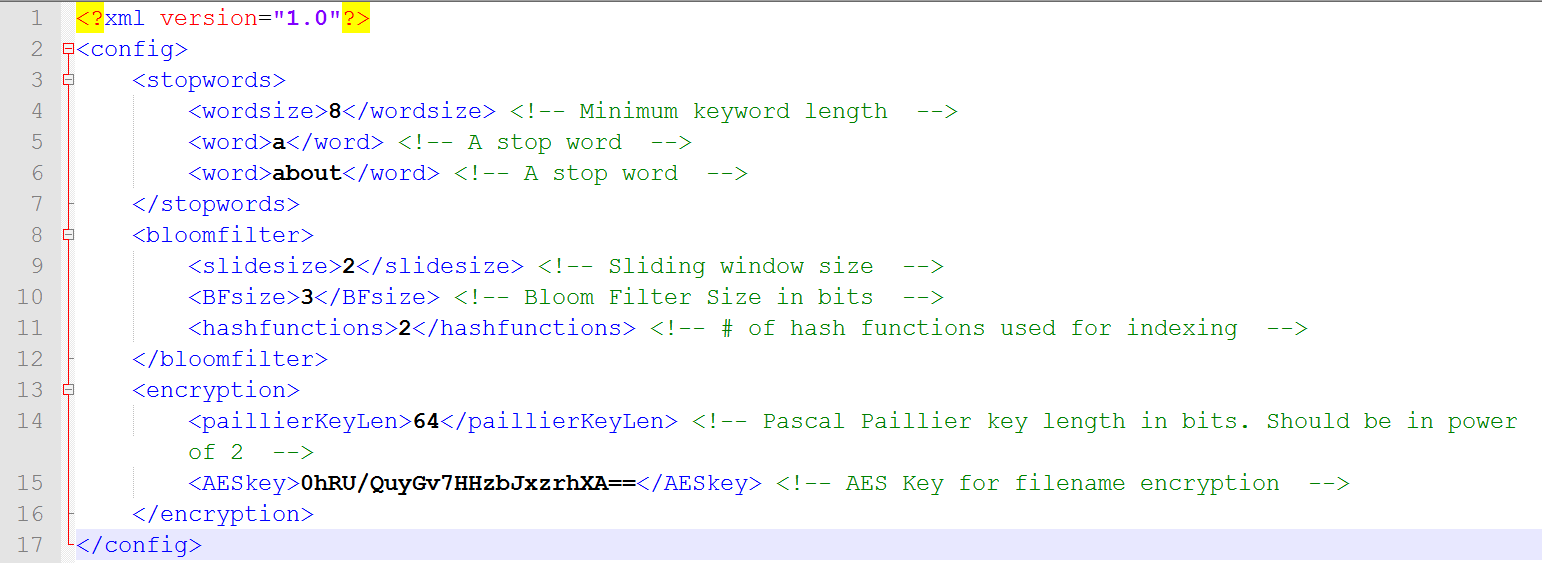 1 <?xml version="1.0"?>
2 <config>
3 <stopwords>
4 <wordsize>8</wordsize> <!-- Minimum keyword length  -->
5 <word>a</word> <!-- A stop word  -->
6 <word>about</word> <!-- A stop word  -->
7 </stopwords>
8 <bloomfilter>
9 <slidesize>2</slidesize> <!-- Sliding window size  -->
10 <BFsize>3</BFsize> <!-- Bloom Filter Size in bits  -->
11 <hashfunctions>2</hashfunctions> <!-- # of hash functions used for indexing  -->
12 </bloomfilter>
13 <encryption>
14 <paillierKeyLen>64</paillierKeyLen> <!-- Pascal Paillier key length in bits. Should be in power
of 2  -->
15 <AESkey>0hRU/QuyGv7HHzbJxzrhXA==</AESkey> <!-- AES Key for filename encryption  -->
16 </encryption>
17 </config>